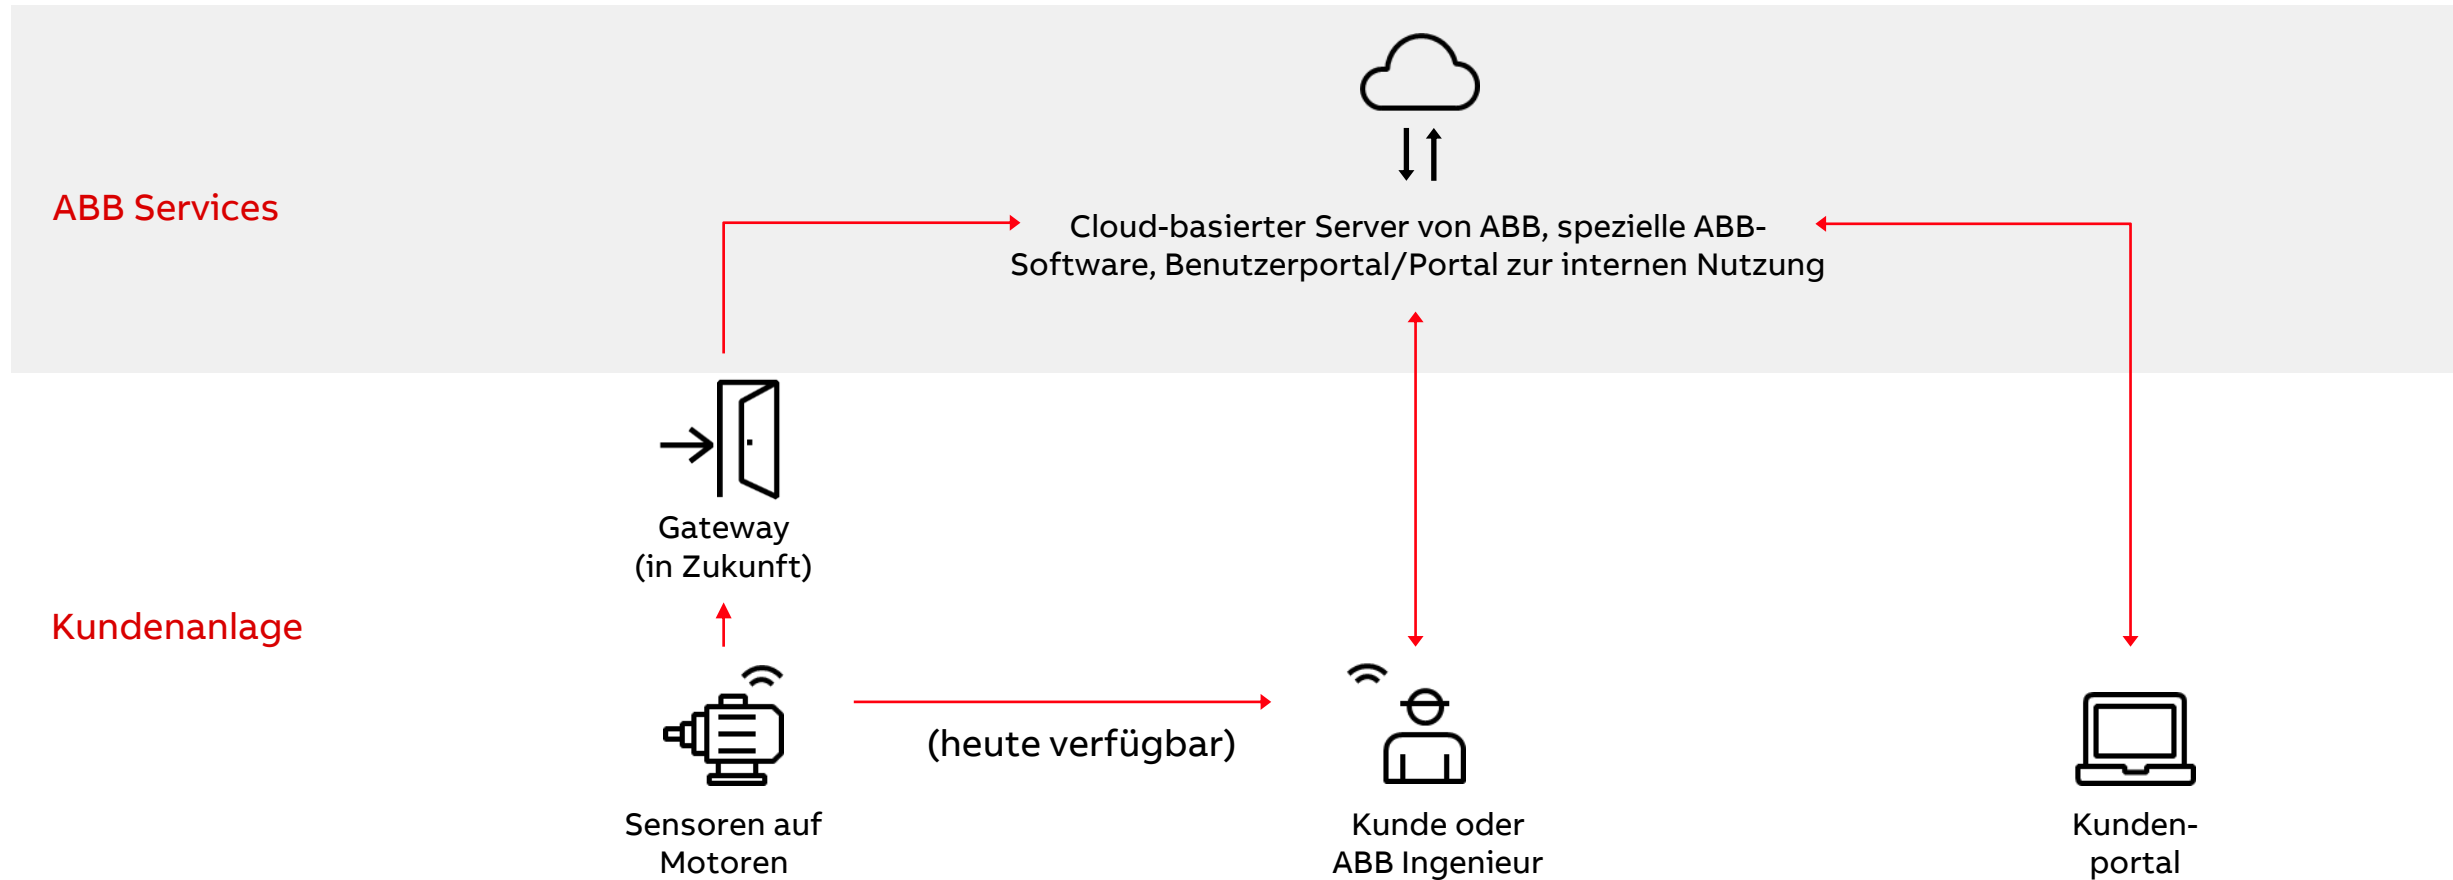 ABB Services
Cloud-basierter Server von ABB, spezielle ABB-
Software, Benutzerportal/Portal zur internen Nutzung
Gateway
(in Zukunft)
Kundenanlage
(heute verfügbar)
Sensoren auf
Motoren
Kunde oder
ABB Ingenieur
Kunden-
portal